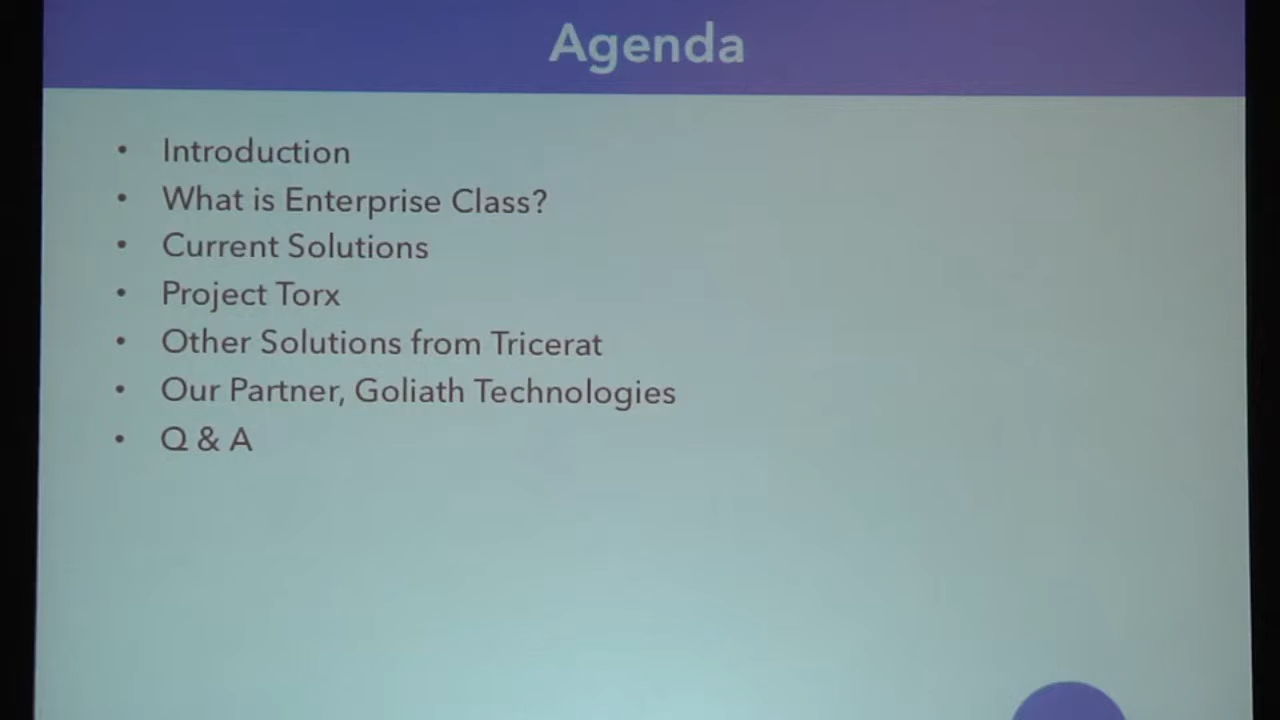 Agenda
• Introduction
• What is Enterprise Class?
• Current Solutions
• Project Torx
• Other Solutions from Tricerat
• Our Partner, Goliath Technologies
• Q & A